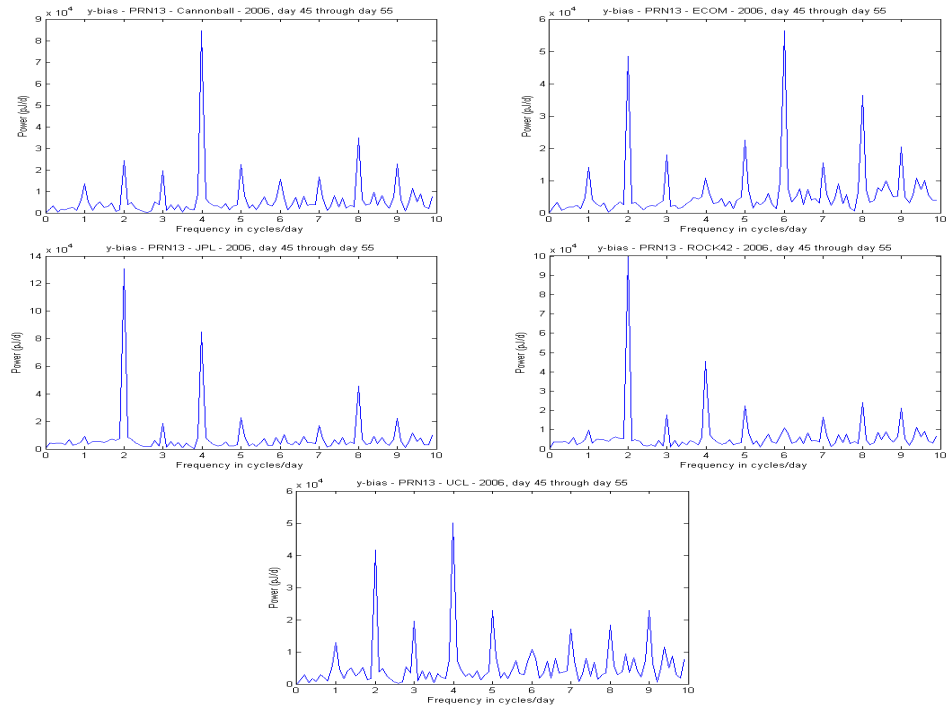 y-bias - PRN13 - Cannonball - 2006, day 45 through day 55
x 10^4
Power (pJ/d)
9
8
7
6
5
4
3
2
1
0
0 1 2 3 4 5 6 7 8 9 10
Frequency in cycles/day
y-bias - PRN13 - ECOM - 2006, day 45 through day 55
x 10^4
Power (pJ/d)
6
5
4
3
2
1
0
0 1 2 3 4 5 6 7 8 9 10
Frequency in cycles/day
y-bias - PRN13 - JPL - 2006, day 45 through day 55
x 10^4
Power (pJ/d)
14
12
10
8
6
4
2
0
0 1 2 3 4 5 6 7 8 9 10
Frequency in cycles/day
y-bias - PRN13 - ROCK42 - 2006, day 45 through day 55
x 10^4
Power (pJ/d)
10
9
8
7
6
5
4
3
2
1
0
0 1 2 3 4 5 6 7 8 9 10
Frequency in cycles/day
y-bias - PRN13 - UCL - 2006, day 45 through day 55
x 10^4
Power (pJ/d)
6
5
4
3
2
1
0
0 1 2 3 4 5 6 7 8 9 10
Frequency in cycles/day